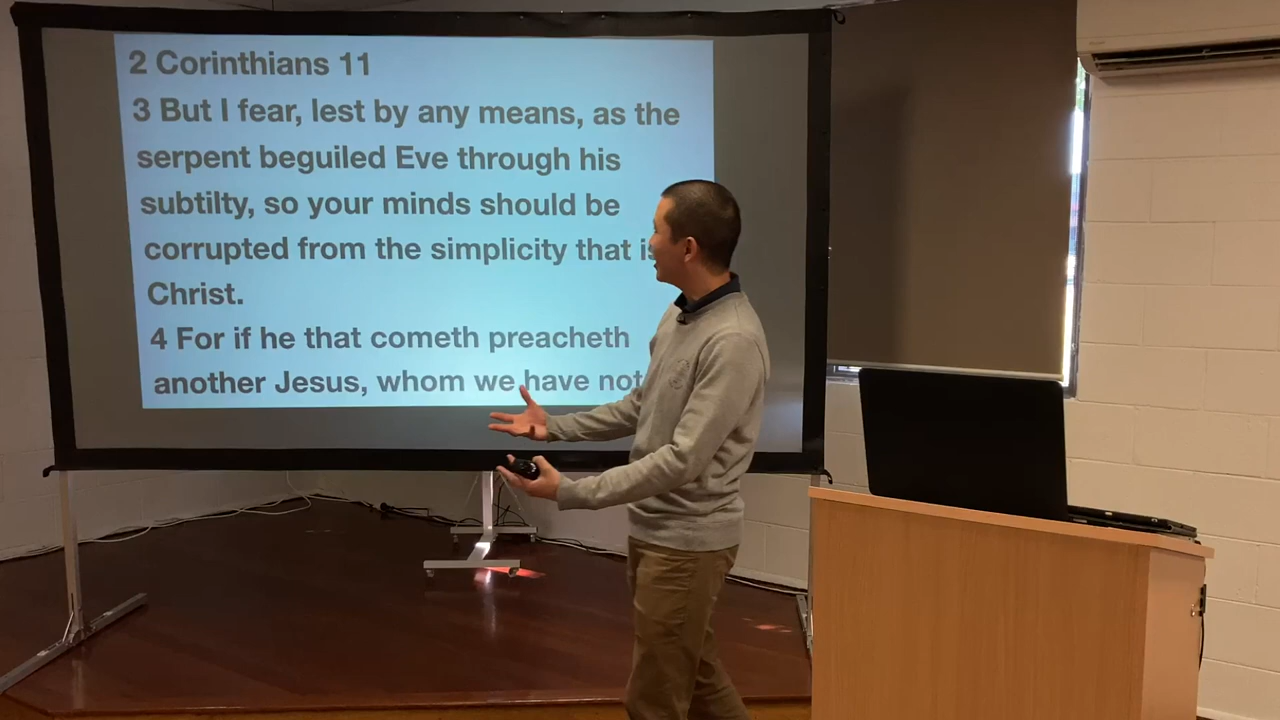 2 Corinthians 11
3 But I fear, lest by any means, as the
serpent beguiled Eve through his
subtilty, so your minds should be
corrupted from the simplicity that is
Christ.
4 For if he that cometh preacheth
another Jesus, whom we have not